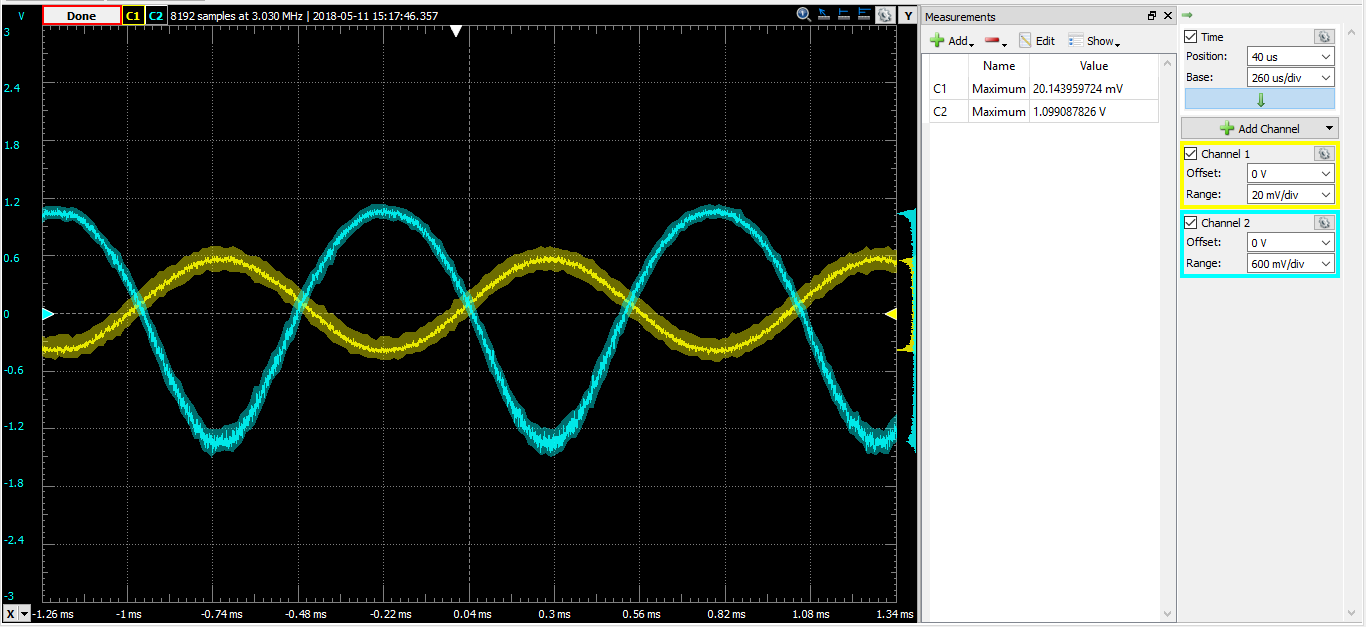 V Done C1 C2 8192 samples at 3.030 MHz | 2018-05-11 15:17:46.357 Y
3
2.4
1.8
1.2
0.6
0
-0.6
-1.2
-1.8
-2.4
-3
X -1.26 ms -1 ms -0.74 ms -0.48 ms -0.22 ms 0.04 ms 0.3 ms 0.56 ms 0.82 ms 1.08 ms 1.34 ms
Measurements
Add Edit Show
Name Value
C1 Maximum 20.143959724 mV
C2 Maximum 1.099087826 V
Time
Position: 40 us
Base: 260 us/div
Add Channel
Channel 1
Offset: 0 V
Range: 20 mV/div
Channel 2
Offset: 0 V
Range: 600 mV/div